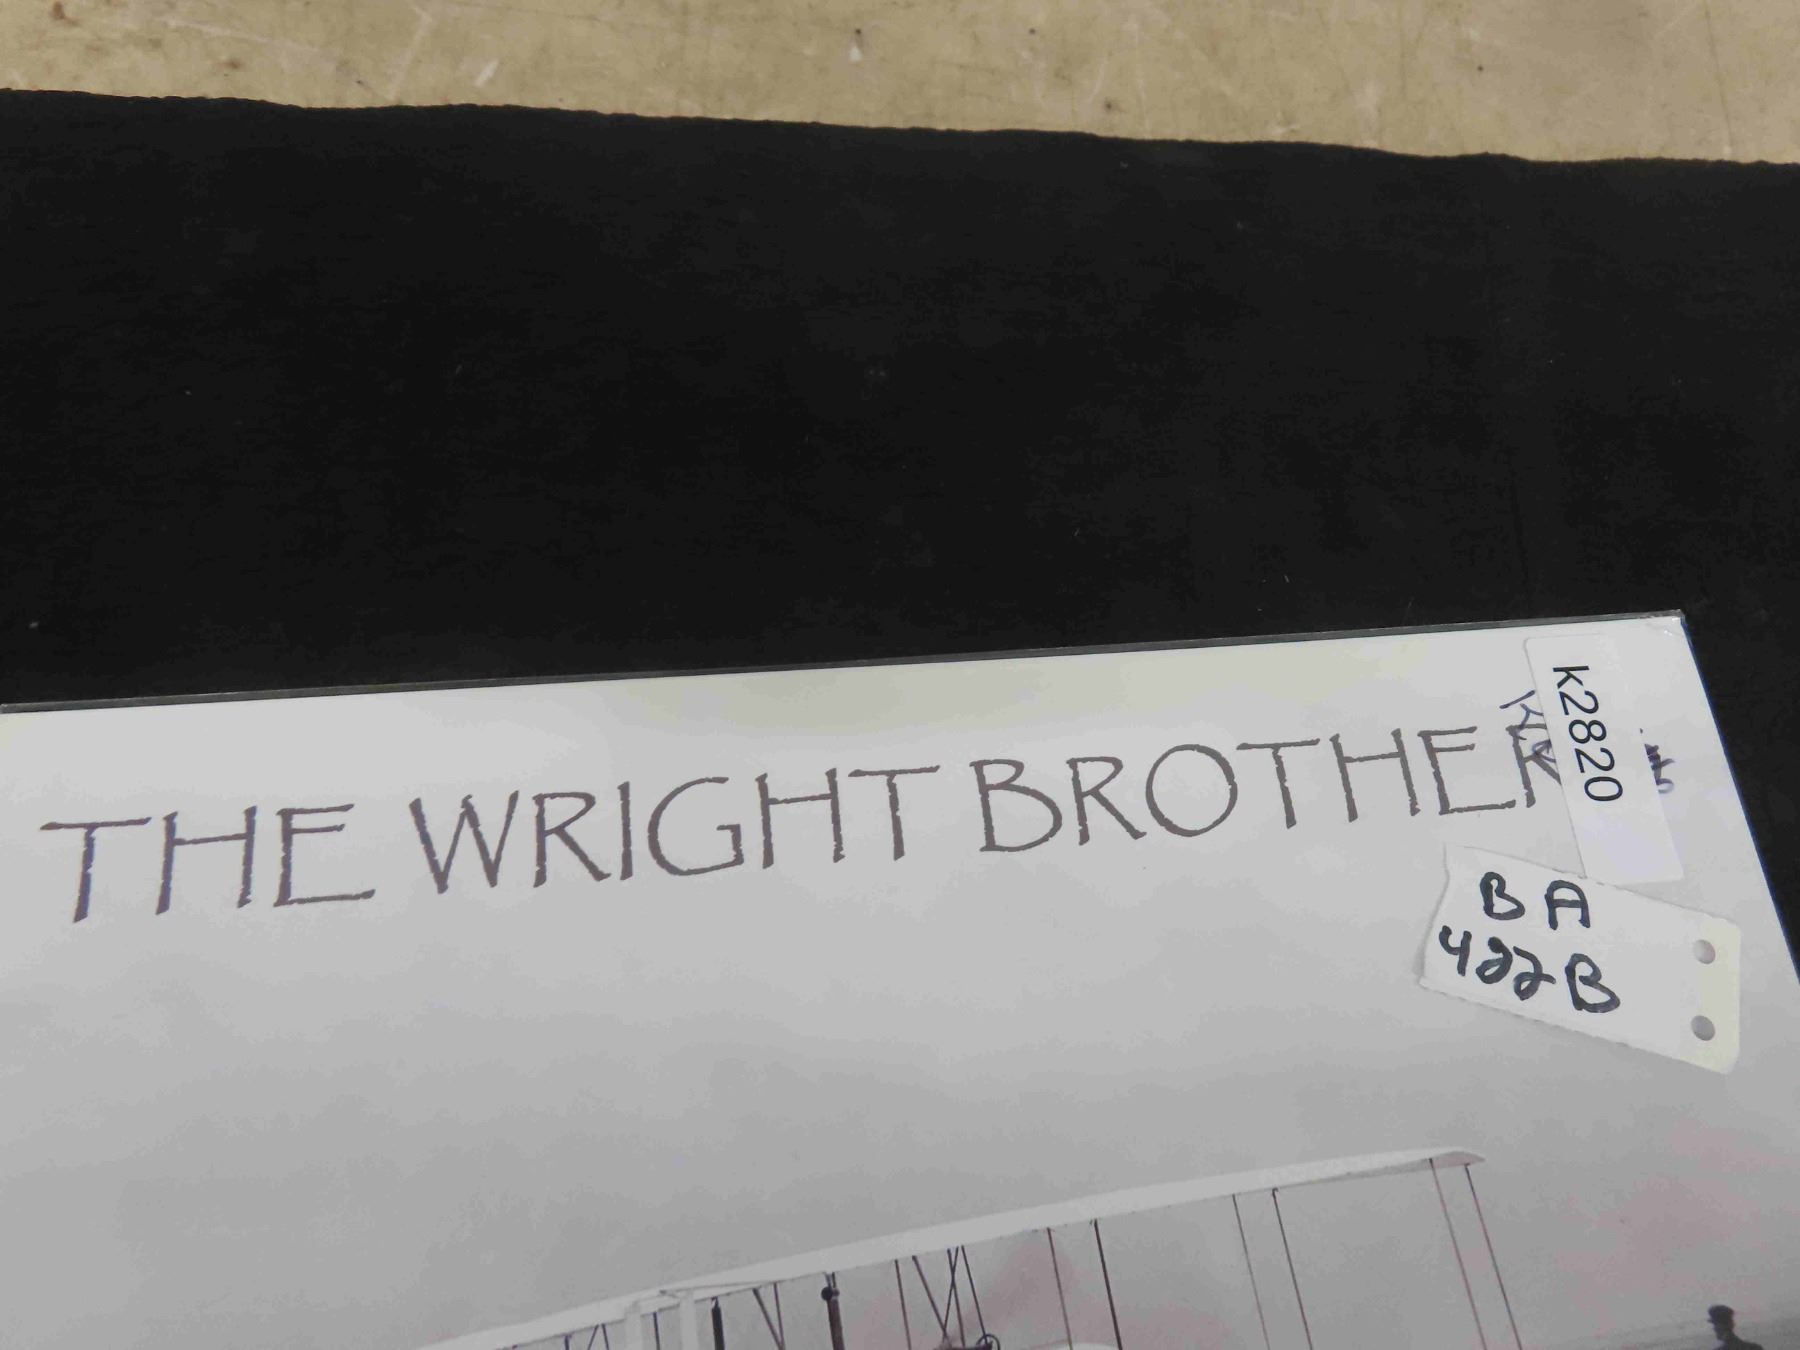 THE WRIGHT BROTHER
k2820
BA
422B